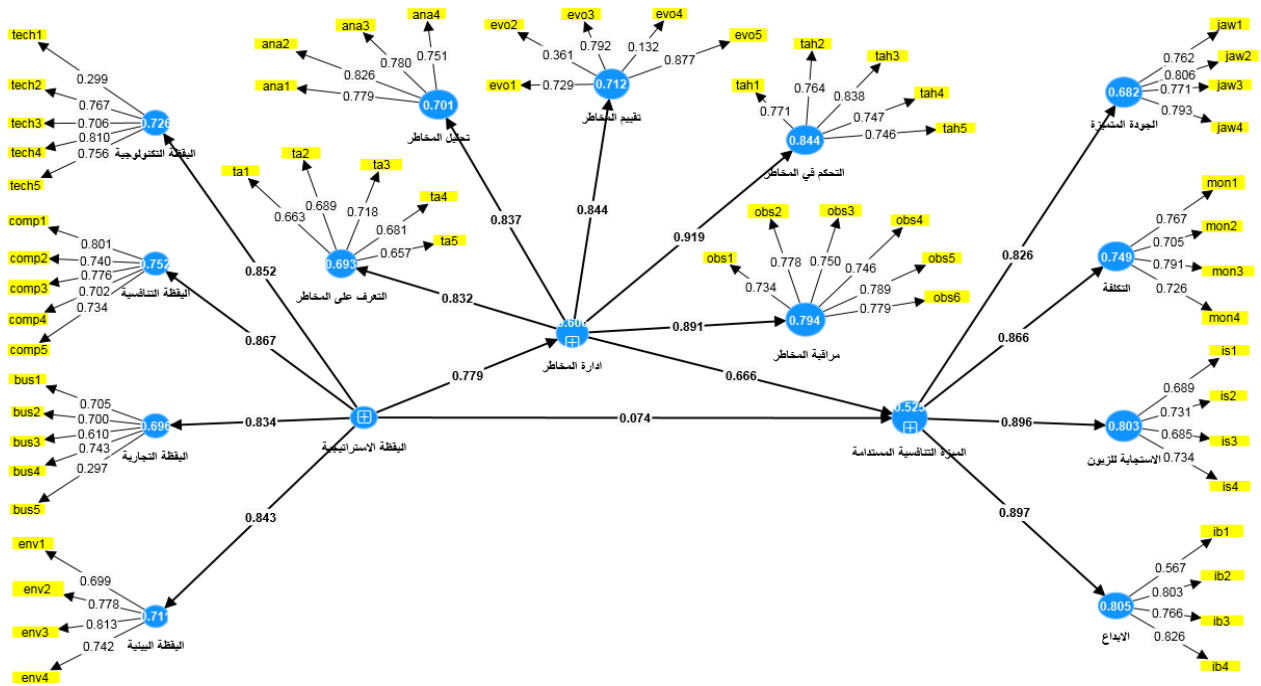 tech1
0.299
tech2
0.767
tech3
0.706
tech4
0.810
tech5
0.756
0.726
اليقظة التكنولوجية
comp1
0.801
comp2
0.740
comp3
0.776
comp4
0.702
comp5
0.734
0.752
اليقظة التنافسية
bus1
0.705
bus2
0.700
bus3
0.610
bus4
0.743
bus5
0.297
0.696
اليقظة التجارية
env1
0.699
env2
0.778
env3
0.813
env4
0.742
0.711
اليقظة البيئية
0.852
0.867
0.834
0.843
اليقظة الاستراتيجية
ta1
0.663
ta2
0.689
ta3
0.718
ta4
0.681
ta5
0.657
0.693
التعرف على المخاطر
ana1
0.779
ana2
0.826
ana3
0.780
ana4
0.751
0.701
تحليل المخاطر
evo1
0.729
evo2
0.361
evo3
0.792
evo4
0.132
evo5
0.877
0.712
تقييم المخاطر
tah1
0.771
tah2
0.764
tah3
0.838
tah4
0.747
tah5
0.746
0.844
التحكم في المخاطر
obs1
0.734
obs2
0.778
obs3
0.750
obs4
0.746
obs5
0.789
obs6
0.779
0.794
مراقبة المخاطر
0.832
0.837
0.844
0.919
0.891
ادارة المخاطر
0.779
0.666
0.074
الميزة التنافسية المستدامة
0.826
0.866
0.896
0.897
jaw1
0.762
jaw2
0.806
jaw3
0.771
jaw4
0.793
0.682
الجودة المتميزة
mon1
0.767
mon2
0.705
mon3
0.791
mon4
0.726
0.749
التكلفة
is1
0.689
is2
0.731
is3
0.685
is4
0.734
0.803
الاستجابة للزبون
ib1
0.567
ib2
0.803
ib3
0.766
ib4
0.826
0.805
الابداع